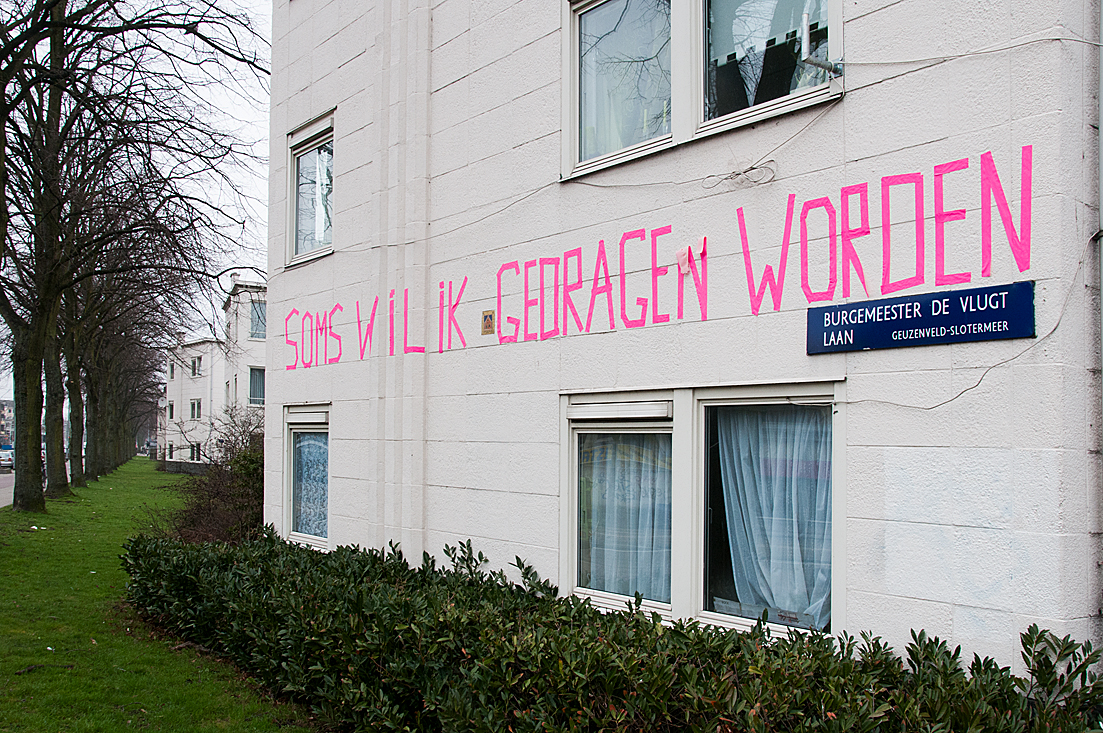 SOMS WiL iK GEDRAGEN WORDEN
BURGEMEESTER DE VLUGT
LAAN GEUZENVELD-SLOTERMEER